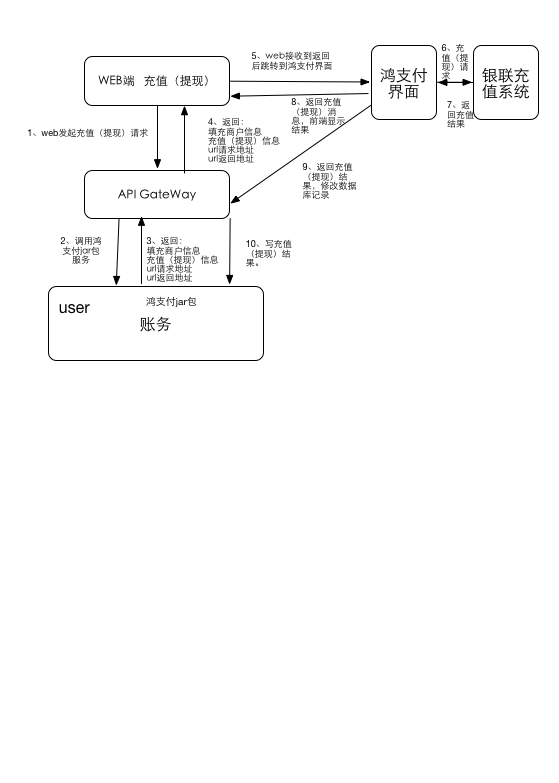 5、web接收到返回
后跳转到鸿支付界面
6、充
值（提
现）请
求
WEB端 充值（提现）
鸿支付
界面
银联充
值系统
7、返
回充值
结果
8、返回充值
（提现）消
息，前端显示
结果
4、返回：
填充商户信息
充值（提现）信息
url请求地址
url返回地址
1、web发起充值（提现）请求
9、返回充值
（提现）结
果，修改数据
库记录
API GateWay
2、调用鸿
支付jar包
服务
3、返回：
填充商户信息
充值（提现）信息
url请求地址
url返回地址
10、写充值
（提现）结
果。
user
鸿支付jar包
账务